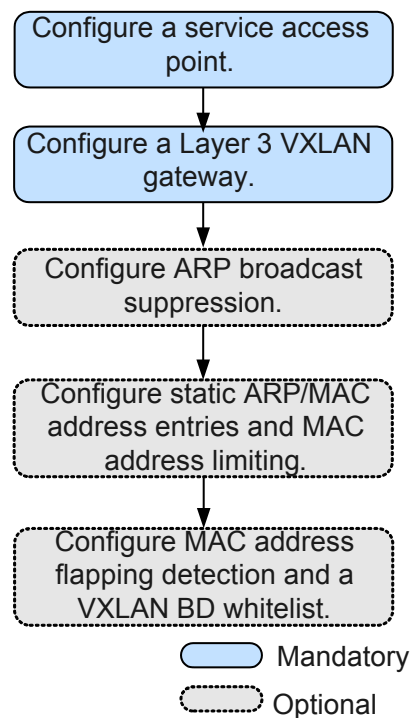 Configure a service access
point.
Configure a Layer 3 VXLAN
gateway.
Configure ARP broadcast
suppression.
Configure static ARP/MAC
address entries and MAC
address limiting.
Configure MAC address
flapping detection and a
VXLAN BD whitelist.
Mandatory
Optional